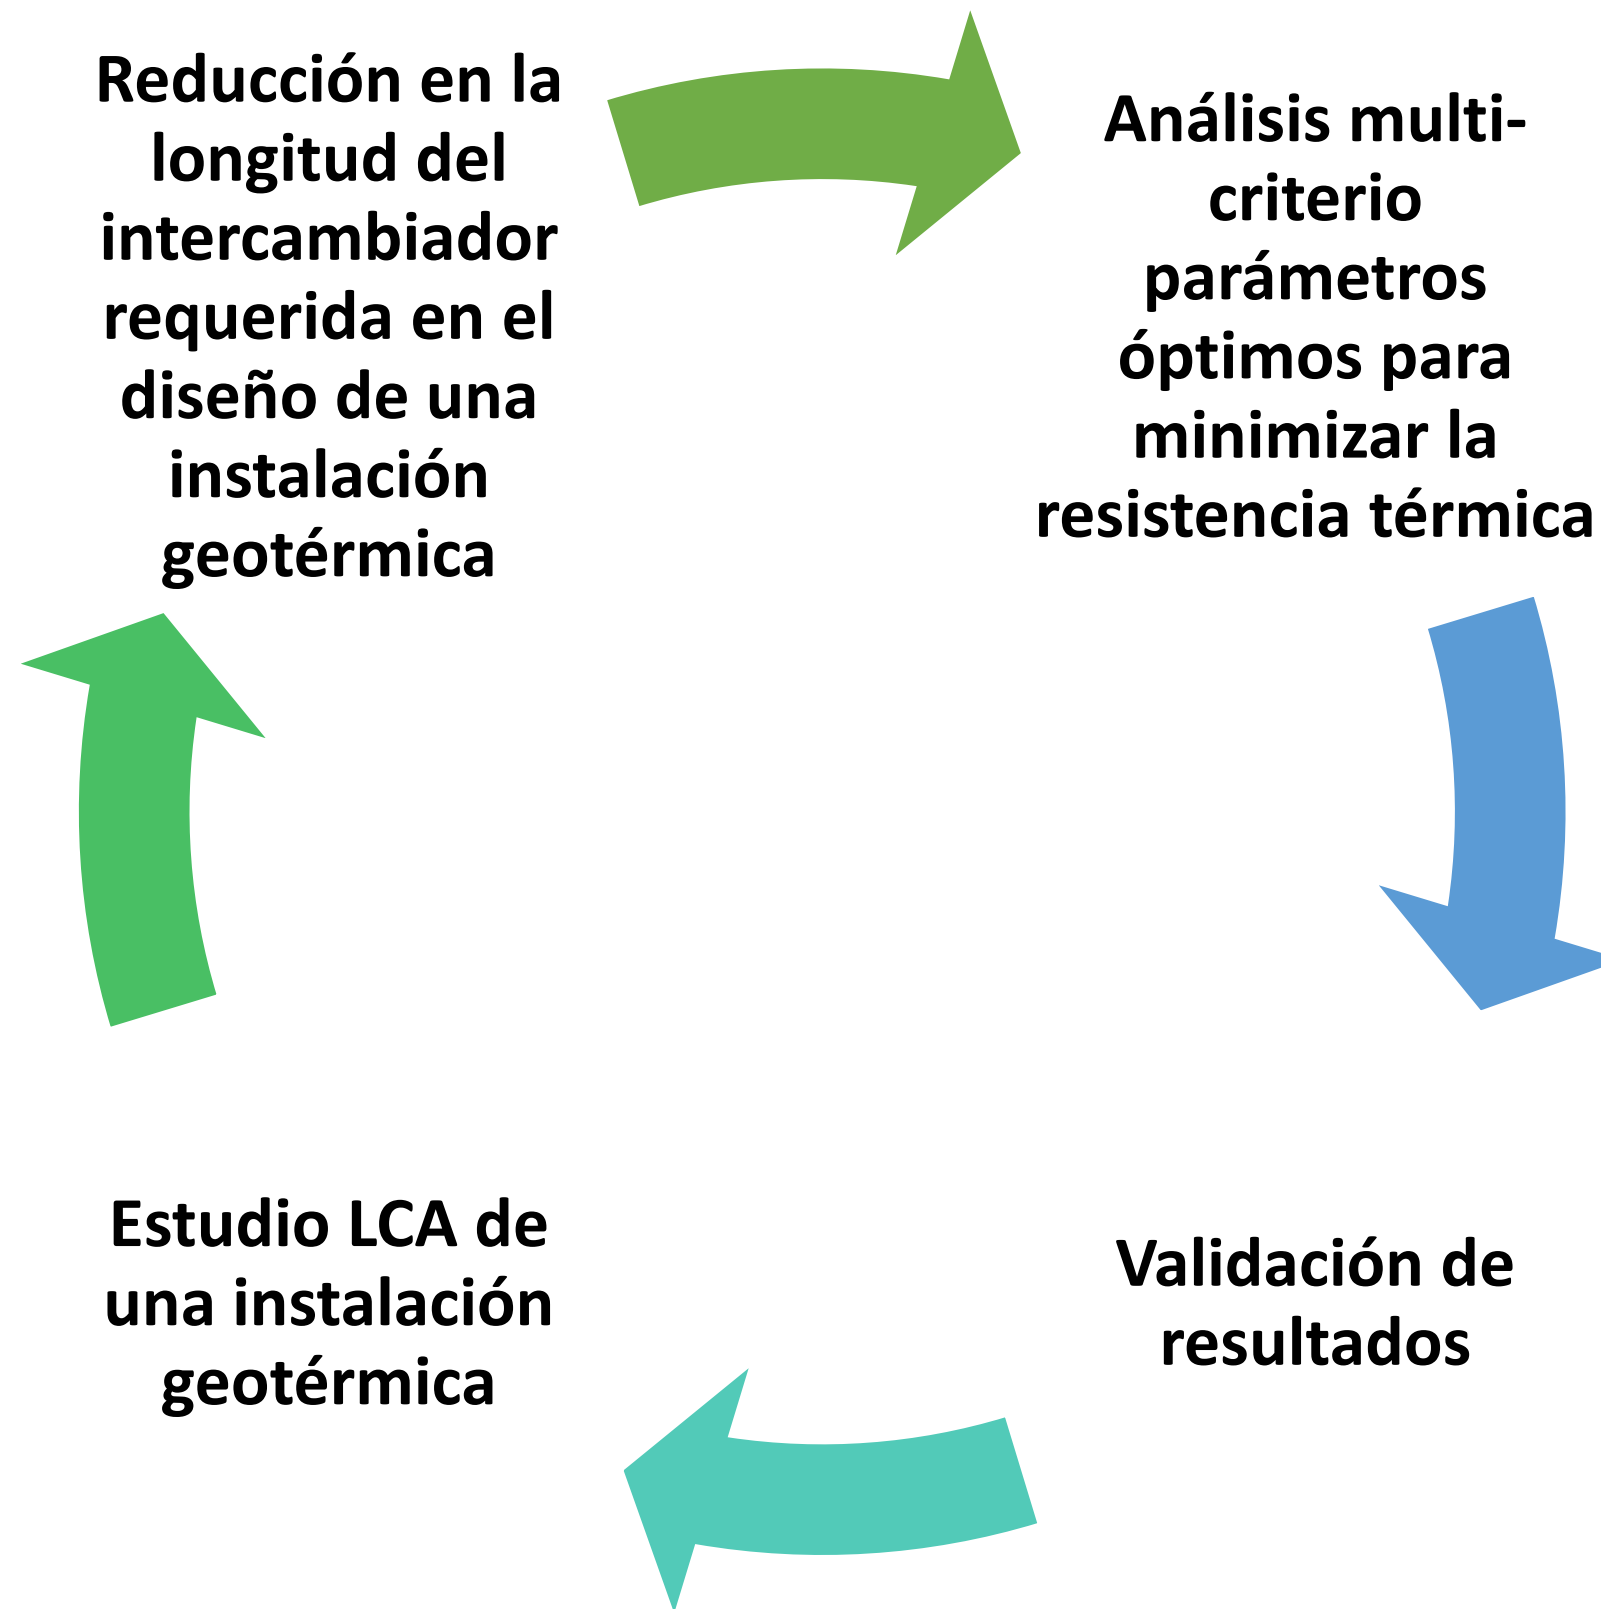 Reducción en la
longitud del
intercambiador
requerida en el
diseño de una
instalación
geotérmica
Análisis multi-
criterio
parámetros
óptimos para
minimizar la
resistencia térmica
Validación de
resultados
Estudio LCA de
una instalación
geotérmica